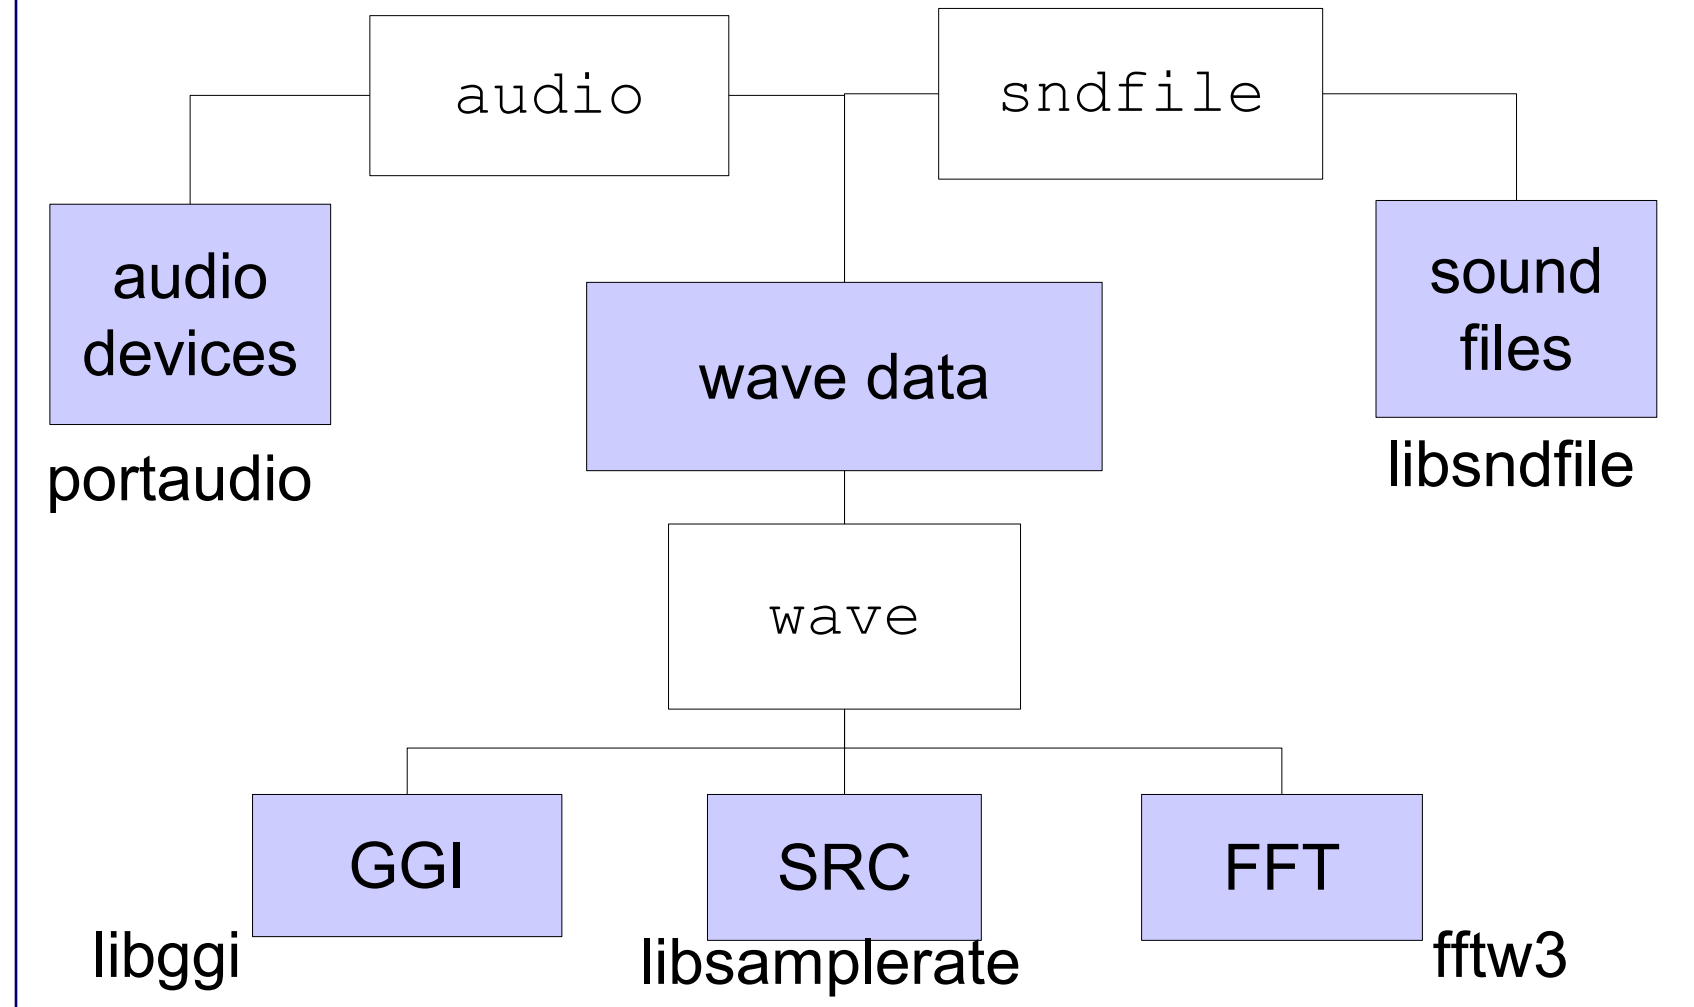 audio
sndfile
audio
devices
sound
files
wave data
portaudio
libsndfile
wave
GGI
SRC
FFT
libggi
libsamplerate
fftw3